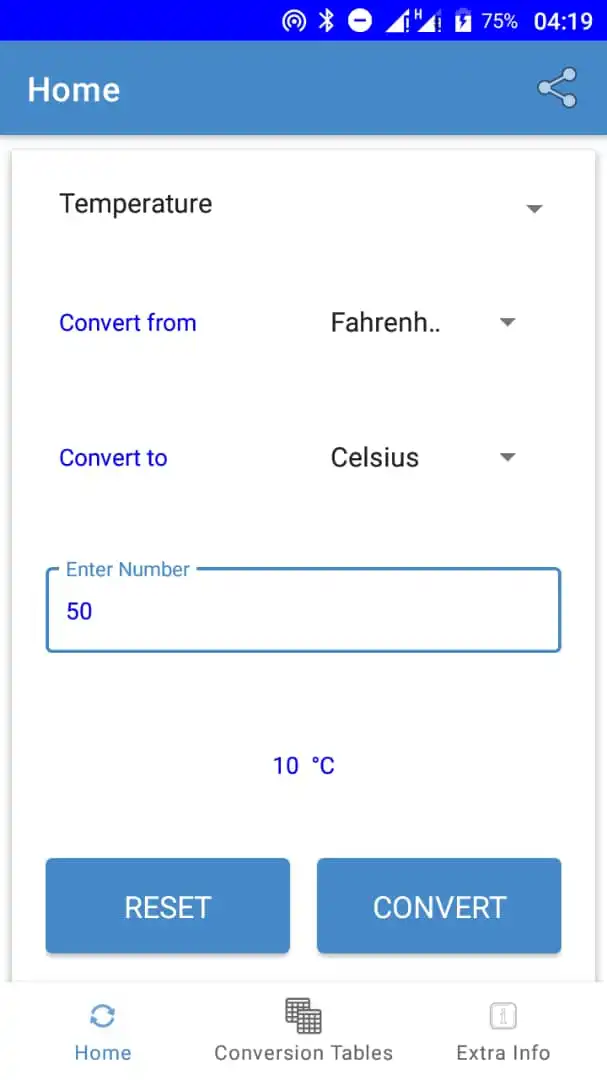 H 75% 04:19
Home
Temperature
Convert from Fahrenh..
Convert to Celsius
Enter Number
50
10 °C
RESET CONVERT
Home Conversion Tables Extra Info